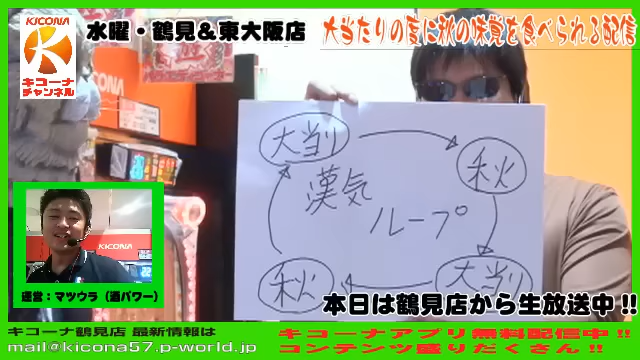 KICONA
キコーナ
チャンネル
水曜・鶴見&東大阪店
大当たりの度に秋の味覚を食べられる配信
大当り
秋
漢気
ループ
秋
大当り
KICONA
KICONA
運営:マツウラ(酒パワー)
本日は鶴見店から生放送中!!
キコーナ鶴見店 最新情報は
mail@kicona57.p-world.jp
キコーナアプリ無料配信中!!
コンテンツ盛りだくさん!!